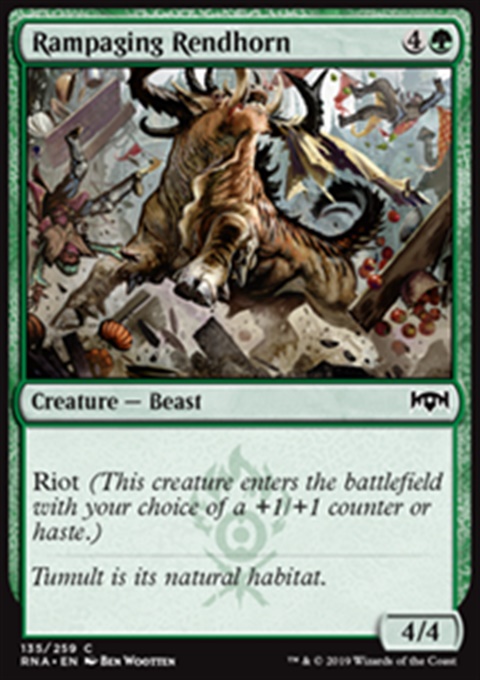 Rampaging Rendhorn 4
Creature — Beast
Riot (This creature enters the battlefield
with your choice of a +1/+1 counter or
haste.)
Tumult is its natural habitat.
4/4
135/259 C
RNA • EN Ben Wootten
™ & © 2019 Wizards of the Coast